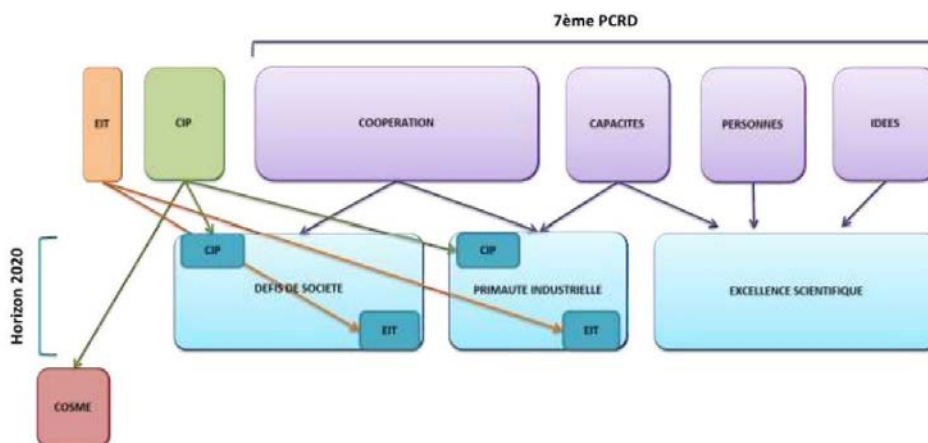 7ème PCRD
EIT
CIP
COOPERATION
CAPACITES
PERSONNES
IDEES
Horizon 2020
CIP
DEFIS DE SOCIETE
EIT
CIP
PRIMAUTE INDUSTRIELLE
EIT
EXCELLENCE SCIENTIFIQUE
COSME